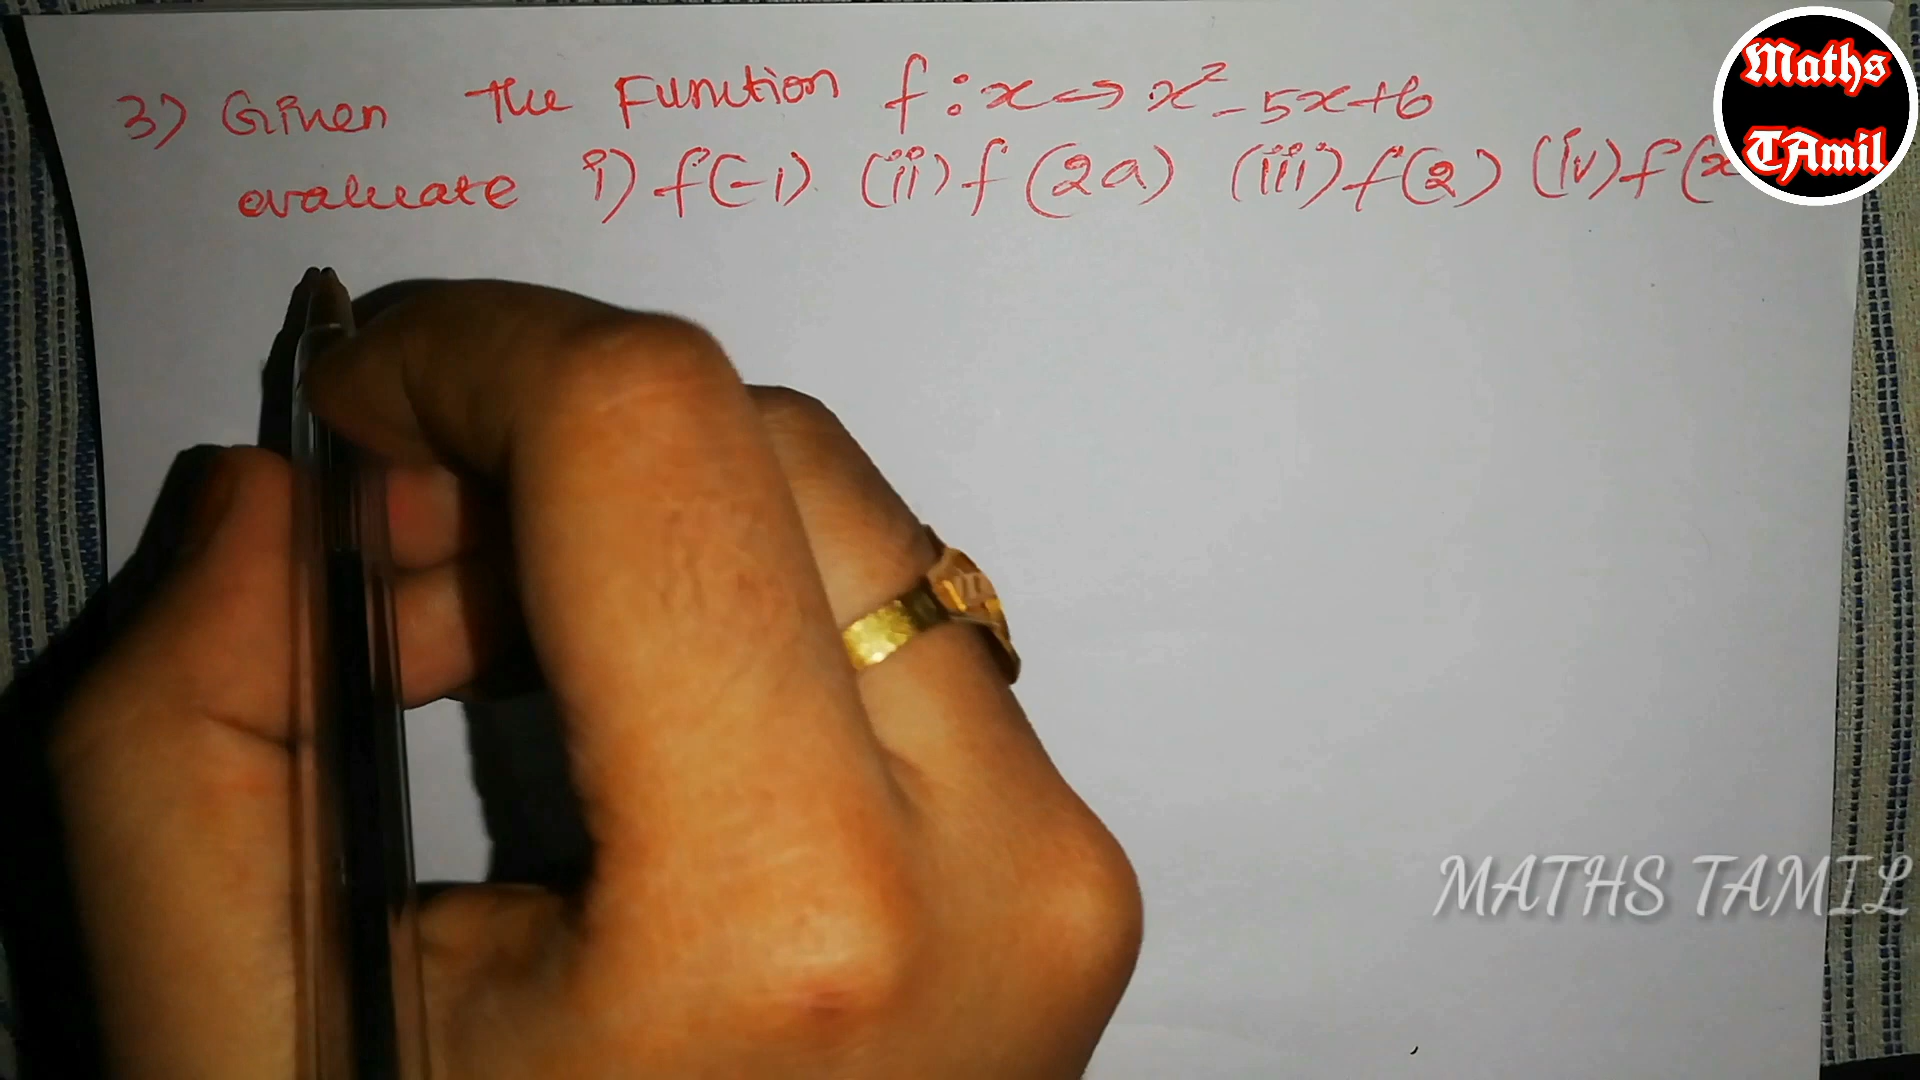 3) Given the Function f : x → x² - 5x + 6
evaluate i) f(-1) (ii) f (2a) (iii) f(2) (iv) f(x
Maths
TAmil
MATHS TAMIL